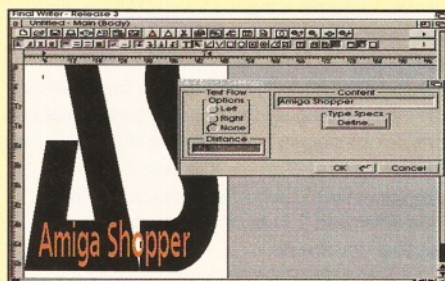 Final Writer - Release 3
Untitled - Main (Body)
Text Flow
Options
Left
Right
None
Distance
Content
Amiga Shopper
Type Specs
Define...
OK
Cancel
AS
Amiga Shopper